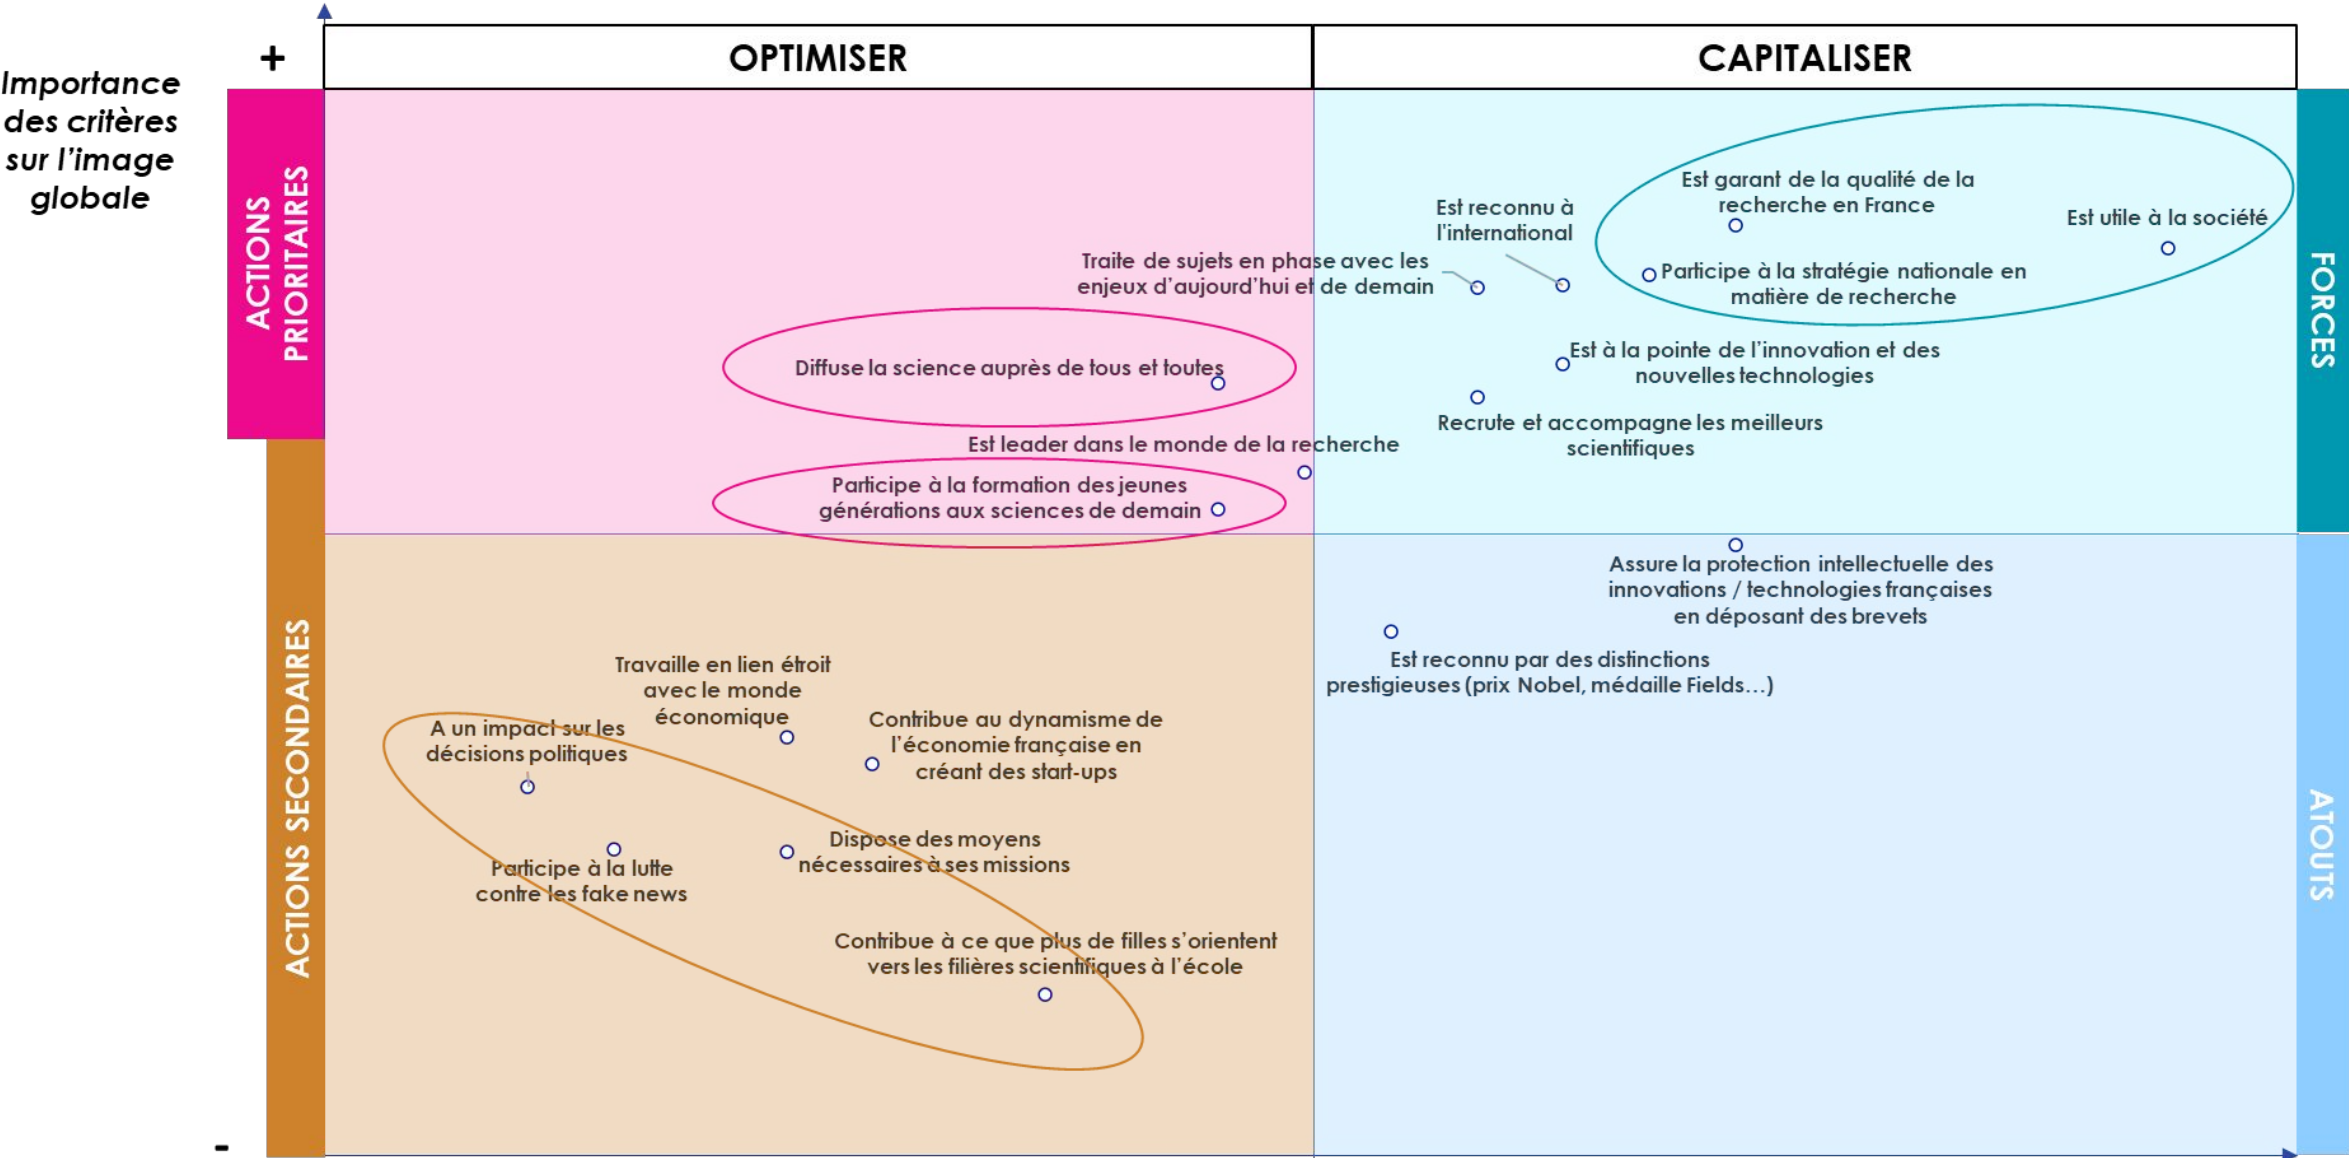 +
OPTIMISER
CAPITALISER
Importance
des critères
sur l'image
globale
ACTIONS
PRIORITAIRES
FORCES
Est garant de la qualité de la
recherche en France
Est reconnu à
l'international
Est utile à la société
Traite de sujets en phase avec les
enjeux d'aujourd'hui et de demain
Participe à la stratégie nationale en
matière de recherche
Diffuse la science auprès de tous et toutes
Est à la pointe de l'innovation et des
nouvelles technologies
Recrute et accompagne les meilleurs
scientifiques
Est leader dans le monde de la recherche
Participe à la formation des jeunes
générations aux sciences de demain
ACTIONS SECONDAIRES
ATOUTS
Assure la protection intellectuelle des
innovations / technologies françaises
en déposant des brevets
Est reconnu par des distinctions
prestigieuses (prix Nobel, médaille Fields...)
Travaille en lien étroit
avec le monde
économique
A un impact sur les
décisions politiques
Contribue au dynamisme de
l'économie française en
créant des start-ups
Dispose des moyens
nécessaires à ses missions
Participe à la lutte
contre les fake news
Contribue à ce que plus de filles s'orientent
vers les filières scientifiques à l'école
-